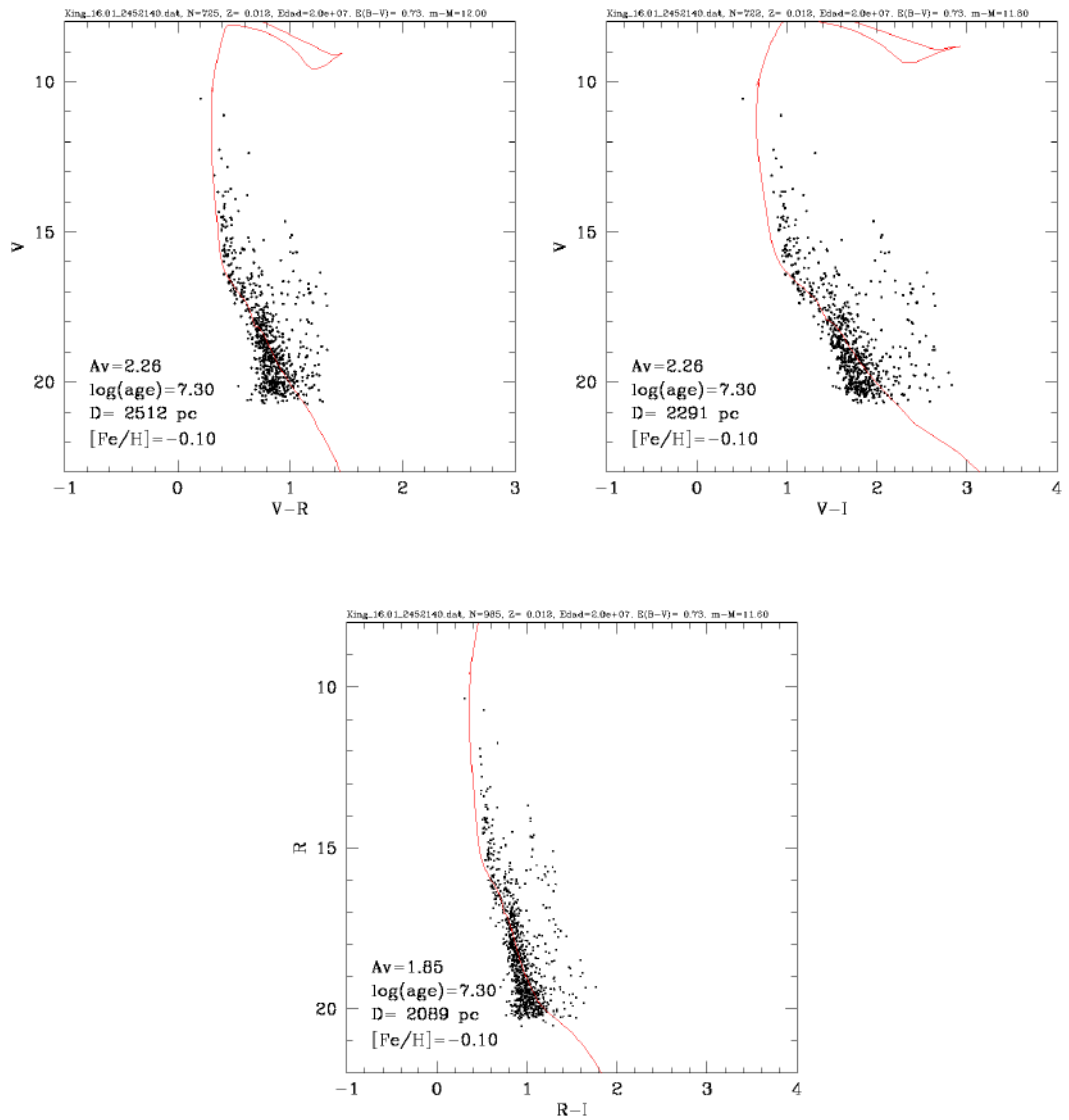 King_16.01_2452140.dat, N=725, Z= 0.012, Edad=2.0e+07, E(B-V)= 0.73, m-M=12.00
10
15
20
V
Av=2.26
log(age)=7.30
D= 2512 pc
[Fe/H]=-0.10
-1 0 1 2 3
V-R
King_16.01_2452140.dat, N=722, Z= 0.012, Edad=2.0e+07, E(B-V)= 0.73, m-M=11.80
10
15
20
V
Av=2.26
log(age)=7.30
D= 2291 pc
[Fe/H]=-0.10
-1 0 1 2 3 4
V-I
King_16.01_2452140.dat, N=985, Z= 0.012, Edad=2.0e+07, E(B-V)= 0.73, m-M=11.60
10
15
20
R
Av=1.85
log(age)=7.30
D= 2089 pc
[Fe/H]=-0.10
-1 0 1 2 3 4
R-I